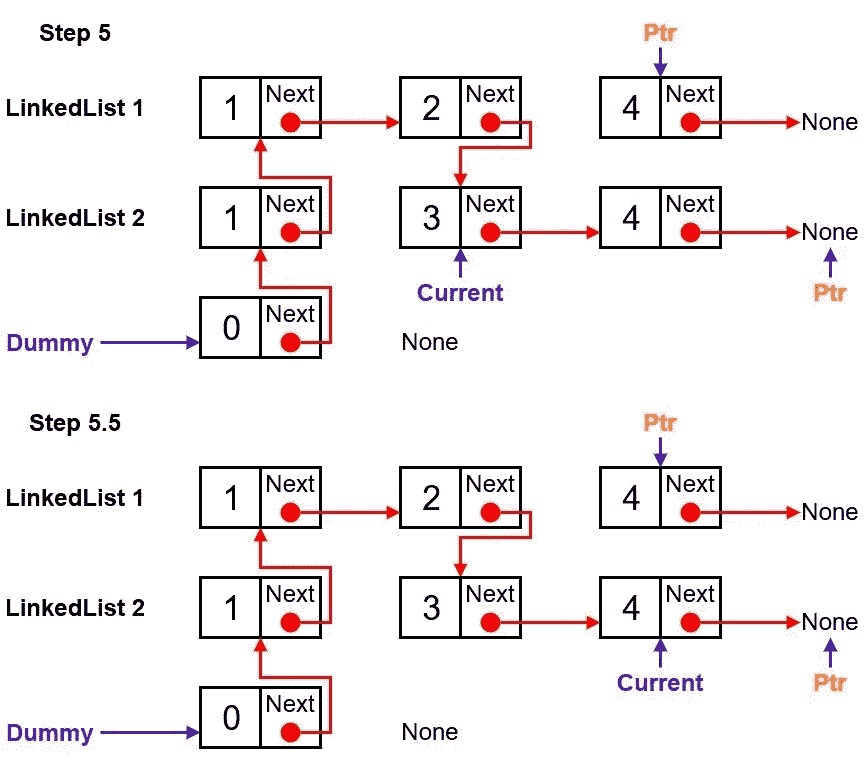 Step 5
Ptr
LinkedList 1
1 Next 2 Next 4 Next None
LinkedList 2
1 Next 3 Next 4 Next None
Current
Ptr
Dummy
0 Next
None
Step 5.5
Ptr
LinkedList 1
1 Next 2 Next 4 Next None
LinkedList 2
1 Next 3 Next 4 Next None
Current
Ptr
Dummy
0 Next
None